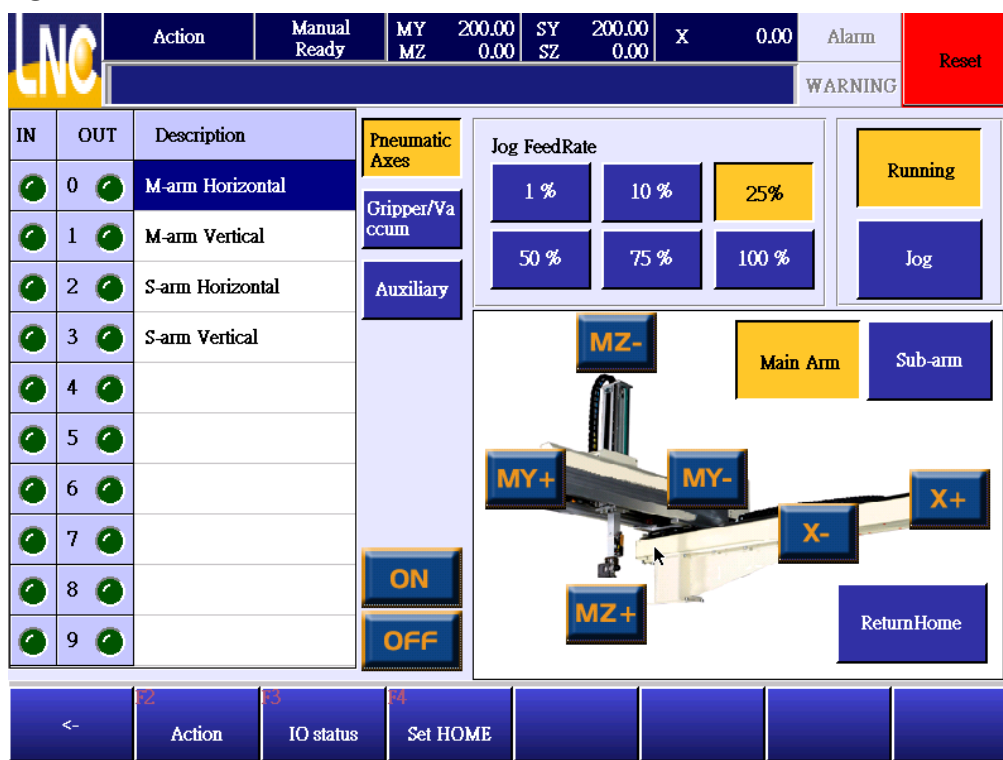 LNC
Action
Manual
Ready
MY 200.00
MZ 0.00
SY 200.00
SZ 0.00
X 0.00
Alarm
WARNING
Reset
IN OUT Description
0 M-arm Horizontal
1 M-arm Vertical
2 S-arm Horizontal
3 S-arm Vertical
4
5
6
7
8
9
Pneumatic
Axes
Gripper/Va
ccum
Auxiliary
ON
OFF
Jog FeedRate
1 % 10 % 25%
50 % 75 % 100 %
Running
Jog
MZ-
Main Arm
Sub-arm
MY+
MY-
X+
X-
MZ+
ReturnHome
<-
F2
Action
F3
IO status
F4
Set HOME